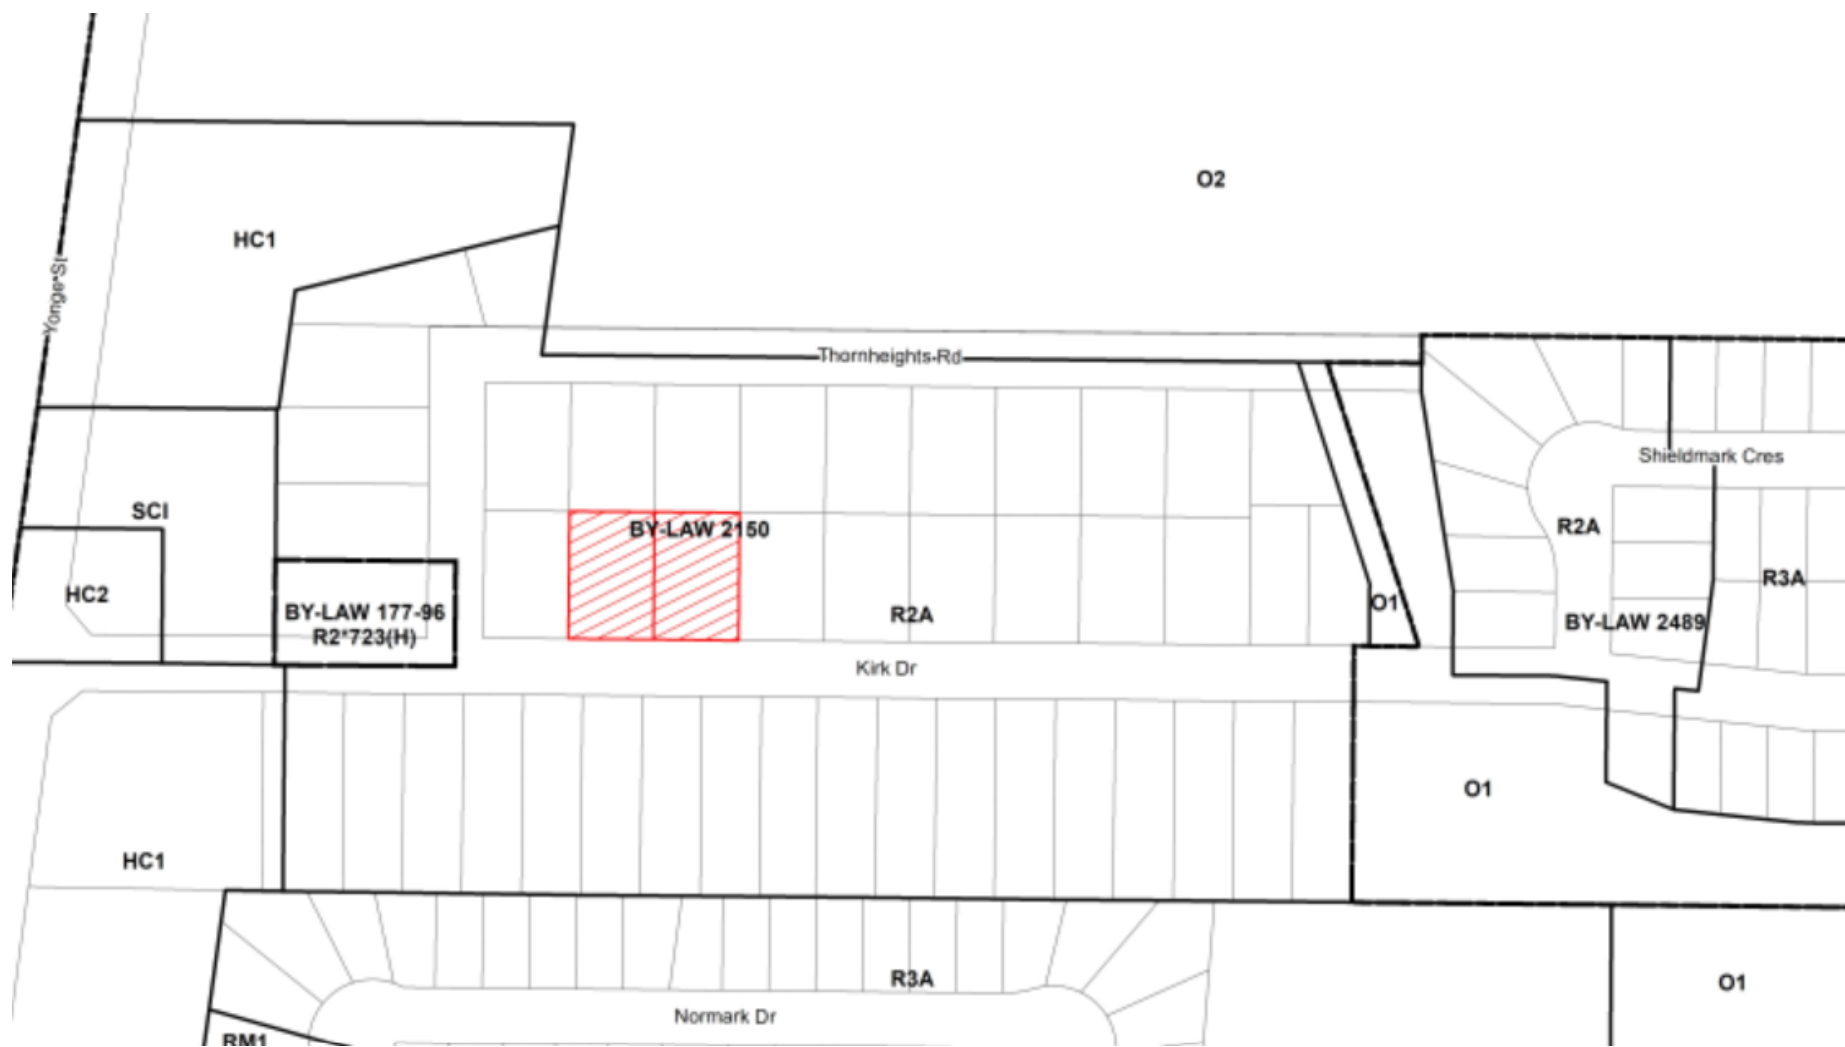 O2
HC1
Yonge St
Thornheights Rd
Shieldmark Cres
SCI
BY-LAW 2150
R2A
R3A
HC2
BY-LAW 177-96
R2*723(H)
R2A
O1
BY-LAW 2489
Kirk Dr
O1
HC1
R3A
O1
Normark Dr
RM1